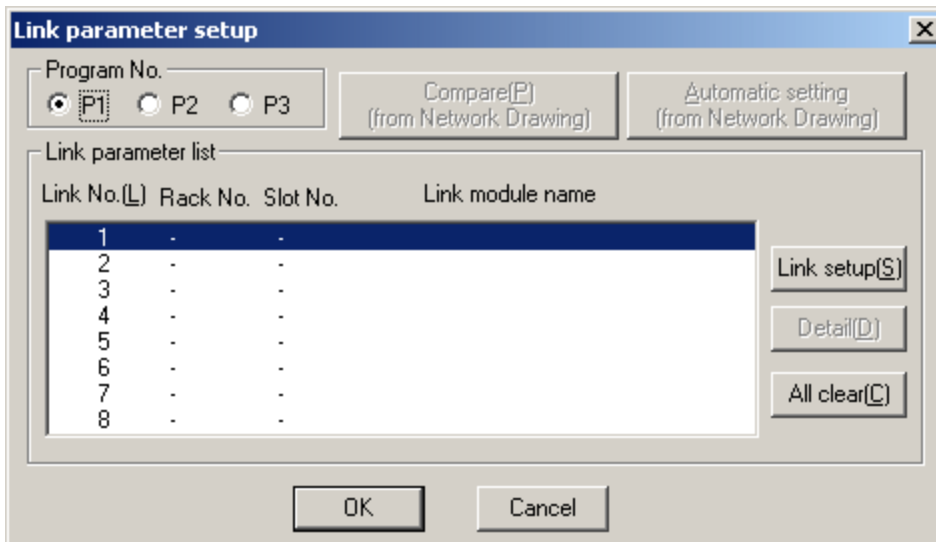 Link parameter setup
Program No.
P1 P2 P3
Compare(P)
(from Network Drawing)
Automatic setting
(from Network Drawing)
Link parameter list
Link No.(L) Rack No. Slot No. Link module name
1 - -
2 - -
3 - -
4 - -
5 - -
6 - -
7 - -
8 - -
Link setup(S)
Detail(D)
All clear(C)
OK Cancel